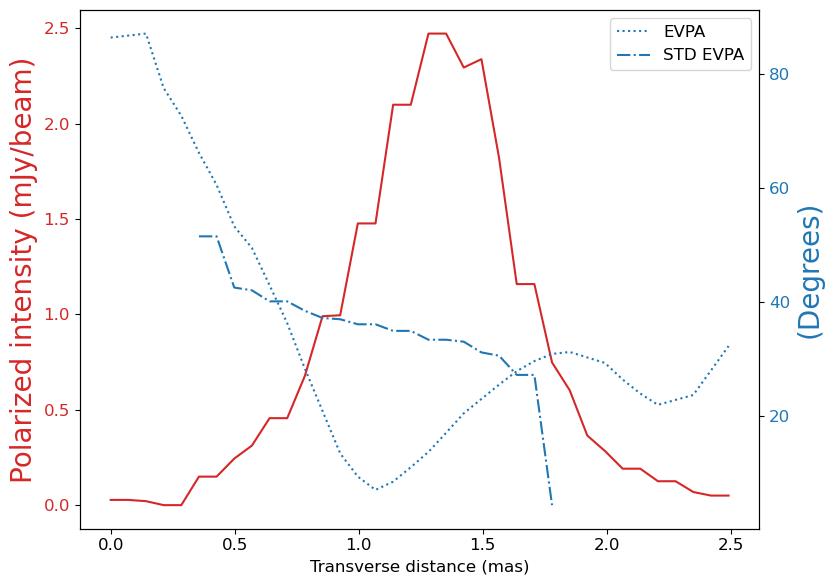 EVPA
STD EVPA
Polarized intensity (mJy/beam)
2.5
2.0
1.5
1.0
0.5
0.0
80
60
40
20
(Degrees)
0.0 0.5 1.0 1.5 2.0 2.5
Transverse distance (mas)